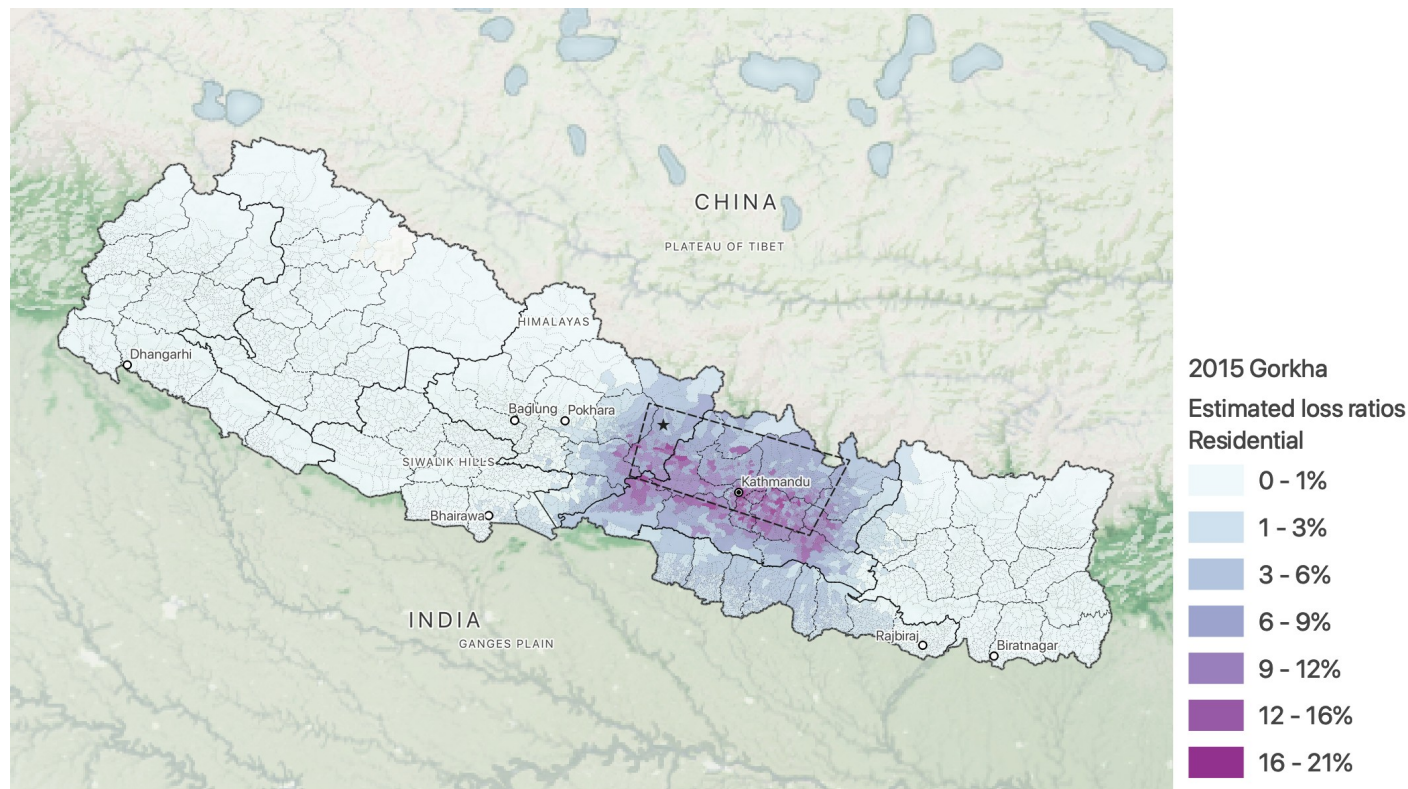 CHINA
PLATEAU OF TIBET
HIMALAYAS
Dhangarhi
Baglung
Pokhara
SIWALIK HILLS
Kathmandu
Bhairawa
INDIA
GANGES PLAIN
Rajbiraj
Biratnagar
2015 Gorkha
Estimated loss ratios
Residential
0 - 1%
1 - 3%
3 - 6%
6 - 9%
9 - 12%
12 - 16%
16 - 21%